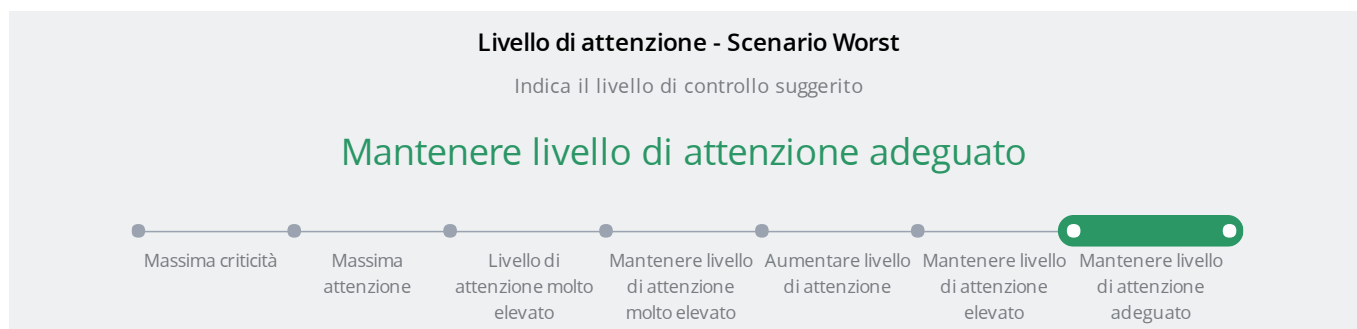 Livello di attenzione - Scenario Worst
Indica il livello di controllo suggerito
Mantenere livello di attenzione adeguato
Massima criticità
Massima
attenzione
Livello di
attenzione molto
elevato
Mantenere livello
di attenzione
molto elevato
Aumentare livello
di attenzione
Mantenere livello
di attenzione
elevato
Mantenere livello
di attenzione
adeguato